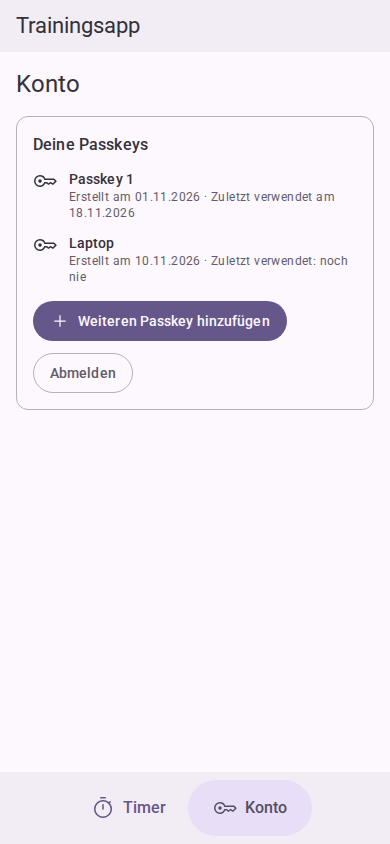 Trainingsapp
Konto
Deine Passkeys
Passkey 1
Erstellt am 01.11.2026 · Zuletzt verwendet am
18.11.2026
Laptop
Erstellt am 10.11.2026 · Zuletzt verwendet: noch
nie
Weiteren Passkey hinzufügen
Abmelden
Timer
Konto